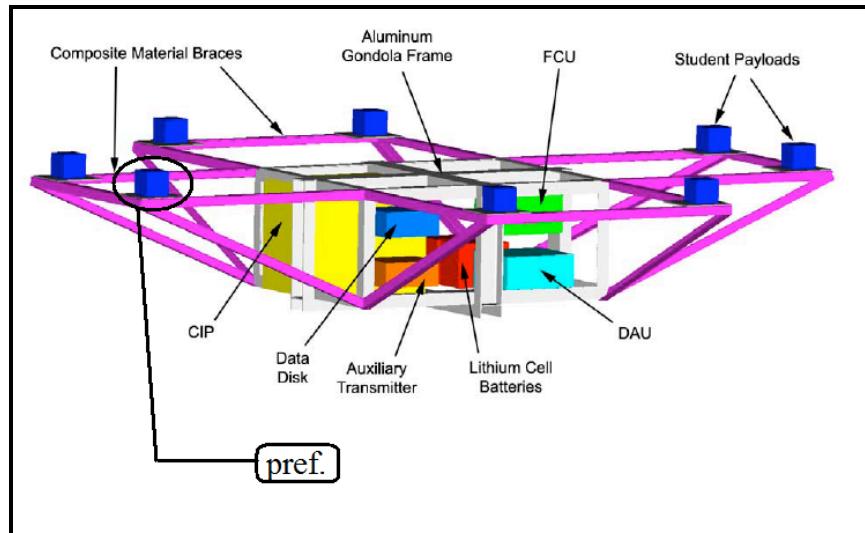 Composite Material Braces
Aluminum
Gondola Frame
FCU
Student Payloads
CIP
Data
Disk
Auxiliary
Transmitter
Lithium Cell
Batteries
DAU
pref.